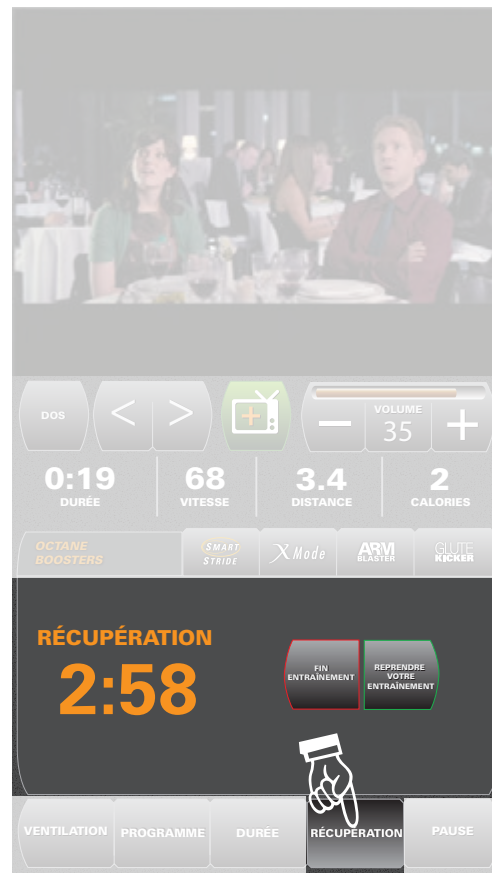 DOS
<
>
VOLUME
35
0:19
DURÉE
68
VITESSE
3.4
DISTANCE
2
CALORIES
OCTANE
BOOSTERS
SMART
STRIDE
X Mode
ARM
BLASTER
GLUTE
KICKER
RÉCUPÉRATION
2:58
FIN
ENTRAÎNEMENT
REPRENDRE
VOTRE
ENTRAÎNEMENT
VENTILATION
PROGRAMME
DURÉE
RÉCUPÉRATION
PAUSE